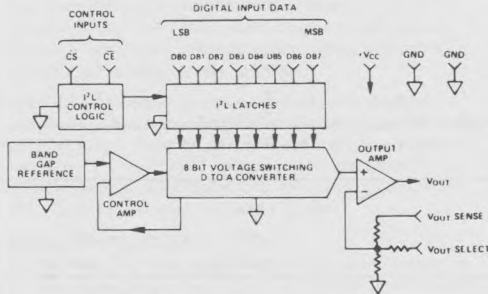 CONTROL
INPUTS
DIGITAL INPUT DATA
LSB MSB
CS CE DB0 DB1 DB2 DB3 DB4 DB5 DB6 DB7 +VCC GND GND
I²L
CONTROL
LOGIC
I²L LATCHES
BAND
GAP
REFERENCE
CONTROL
AMP
8 BIT VOLTAGE SWITCHING
D TO A CONVERTER
OUTPUT
AMP
+
−
VOUT
VOUT SENSE
VOUT SELECT